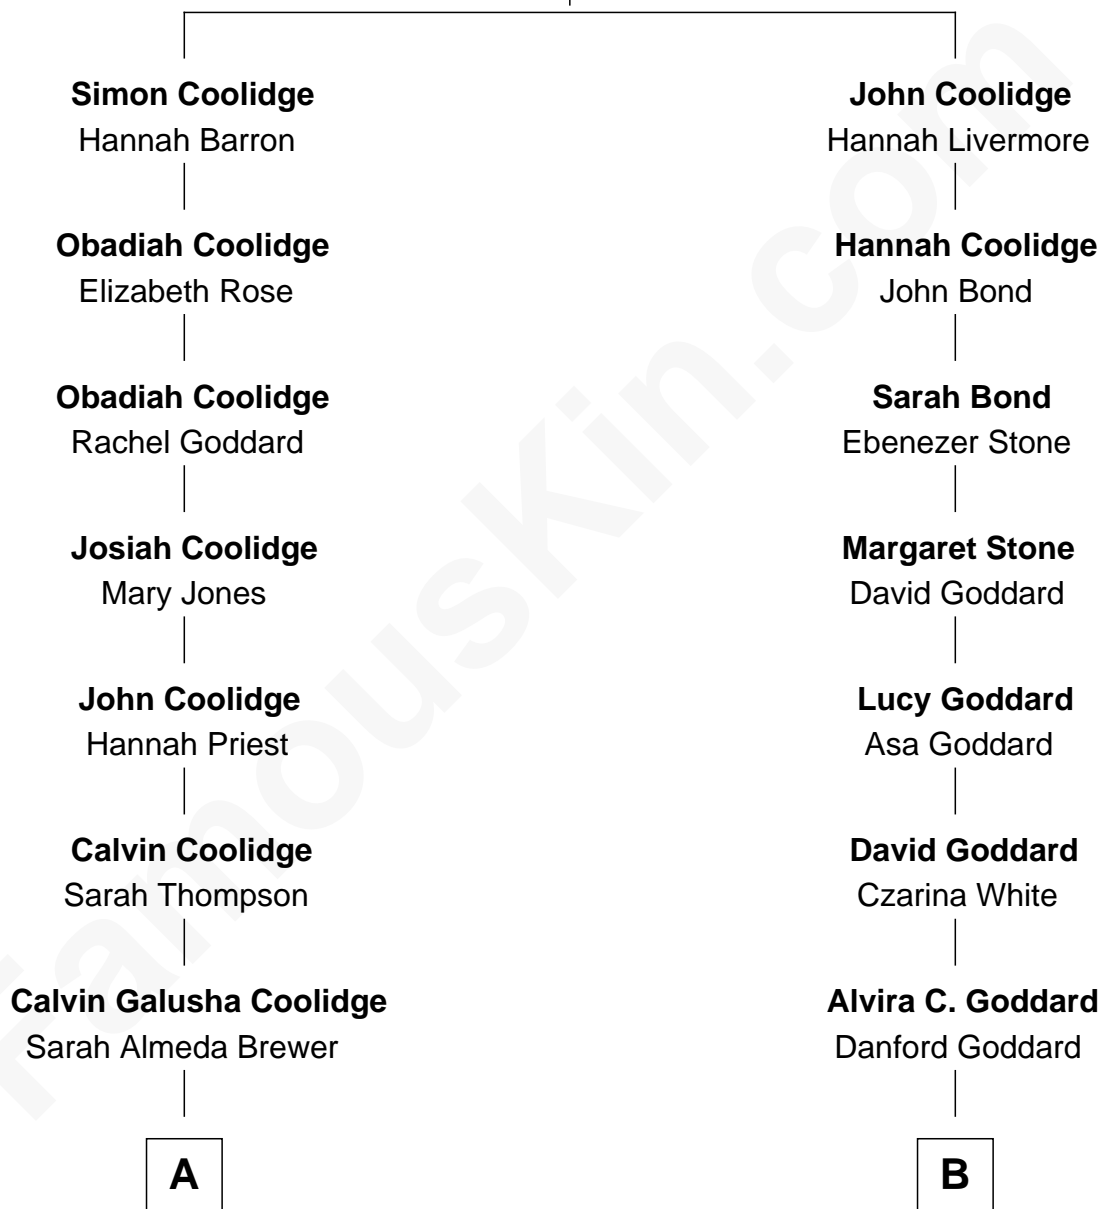 Simon Coolidge
Hannah Barron
Obadiah Coolidge
Elizabeth Rose
Obadiah Coolidge
Rachel Goddard
Josiah Coolidge
Mary Jones
John Coolidge
Hannah Priest
Calvin Coolidge
Sarah Thompson
Calvin Galusha Coolidge
Sarah Almeda Brewer
A
John Coolidge
Hannah Livermore
Hannah Coolidge
John Bond
Sarah Bond
Ebenezer Stone
Margaret Stone
David Goddard
Lucy Goddard
Asa Goddard
David Goddard
Czarina White
Alvira C. Goddard
Danford Goddard
B
FamousKin.com